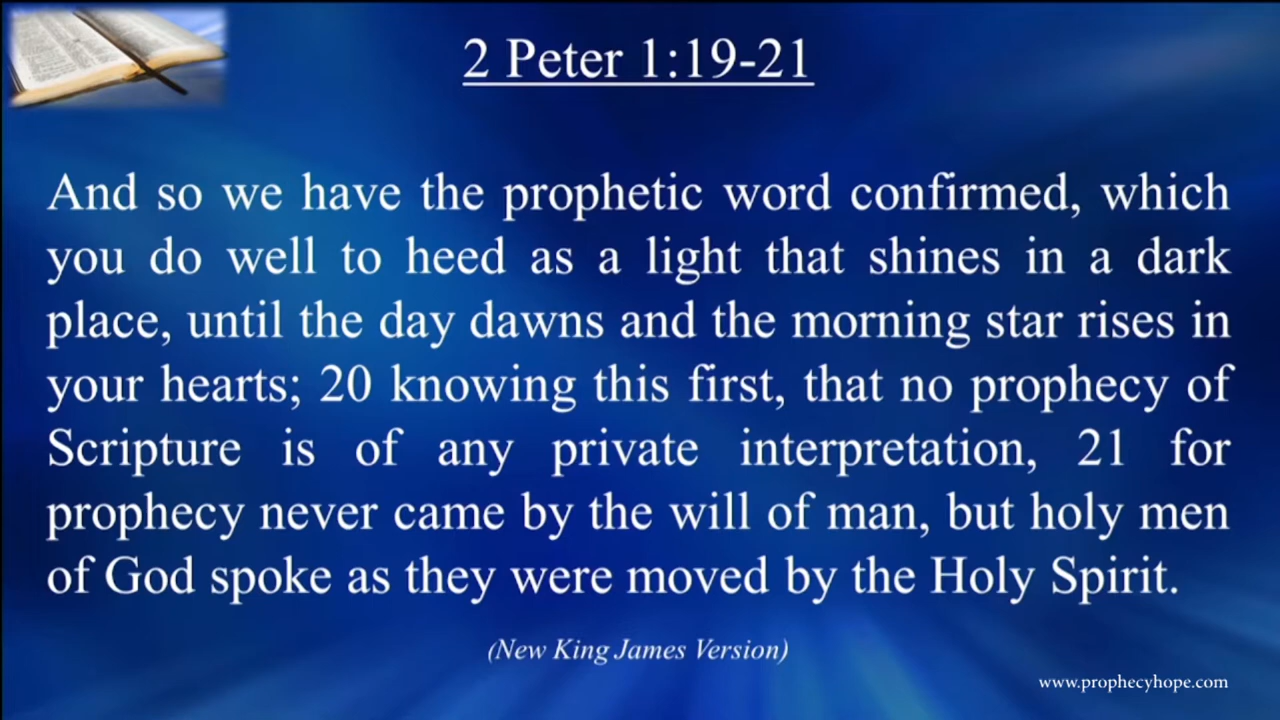 2 Peter 1:19-21
And so we have the prophetic word confirmed, which
you do well to heed as a light that shines in a dark
place, until the day dawns and the morning star rises in
your hearts; 20 knowing this first, that no prophecy of
Scripture is of any private interpretation, 21 for
prophecy never came by the will of man, but holy men
of God spoke as they were moved by the Holy Spirit.
(New King James Version)
www.prophecyhope.com